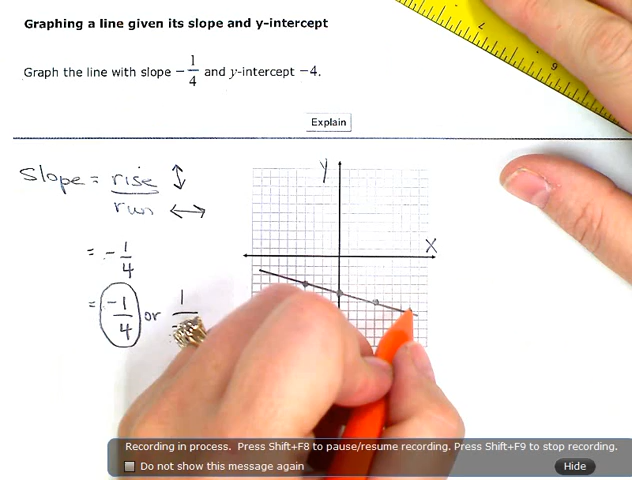 Graphing a line given its slope and y-intercept
Graph the line with slope −1/4 and y-intercept −4.
Explain
7
6
Slope = rise/run ↕ ↔
Y
X
= -1/4
= -1/4 or 1/
Recording in process. Press Shift+F8 to pause/resume recording. Press Shift+F9 to stop recording.
Do not show this message again
Hide